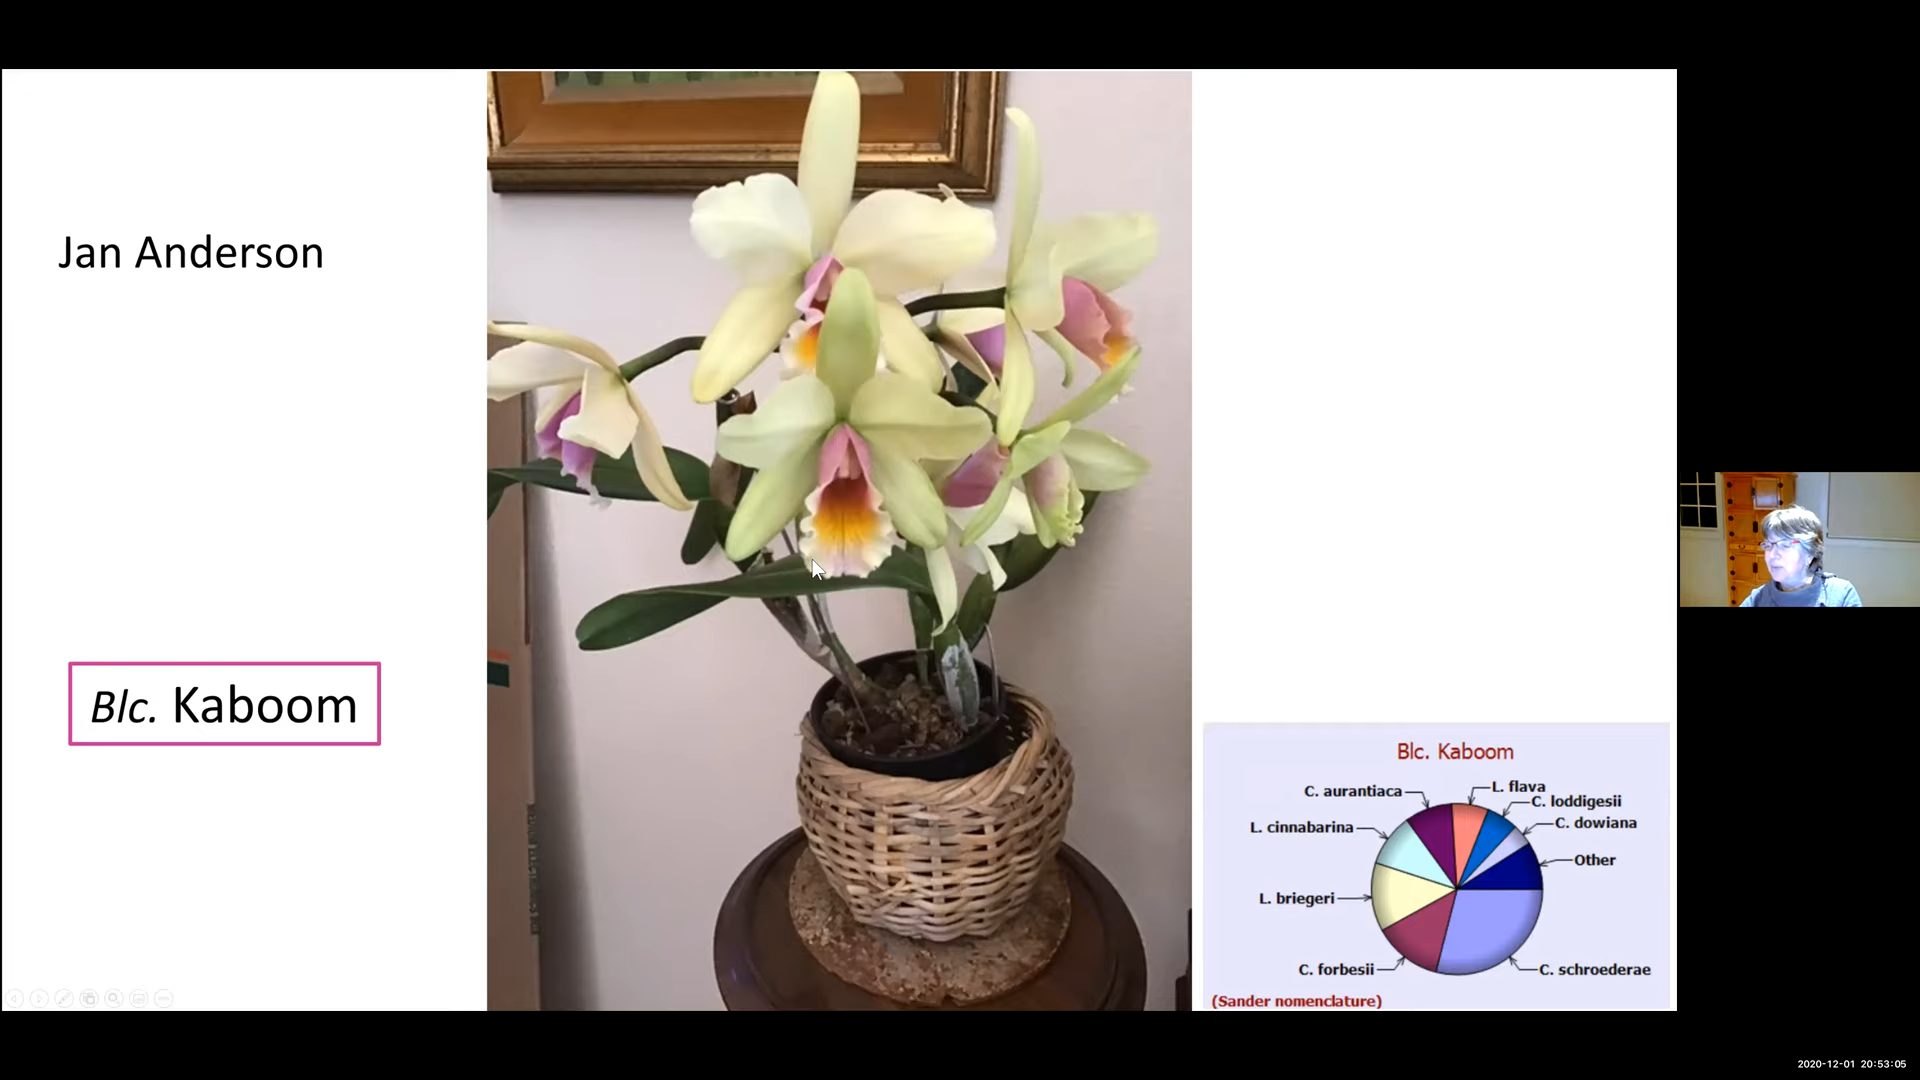 Jan Anderson
Blc. Kaboom
Blc. Kaboom
L. flava
C. aurantiaca
C. loddigesii
C. dowiana
L. cinnabarina
Other
L. briegeri
C. forbesii
C. schroederae
(Sander nomenclature)
2020-12-01 20:53:05